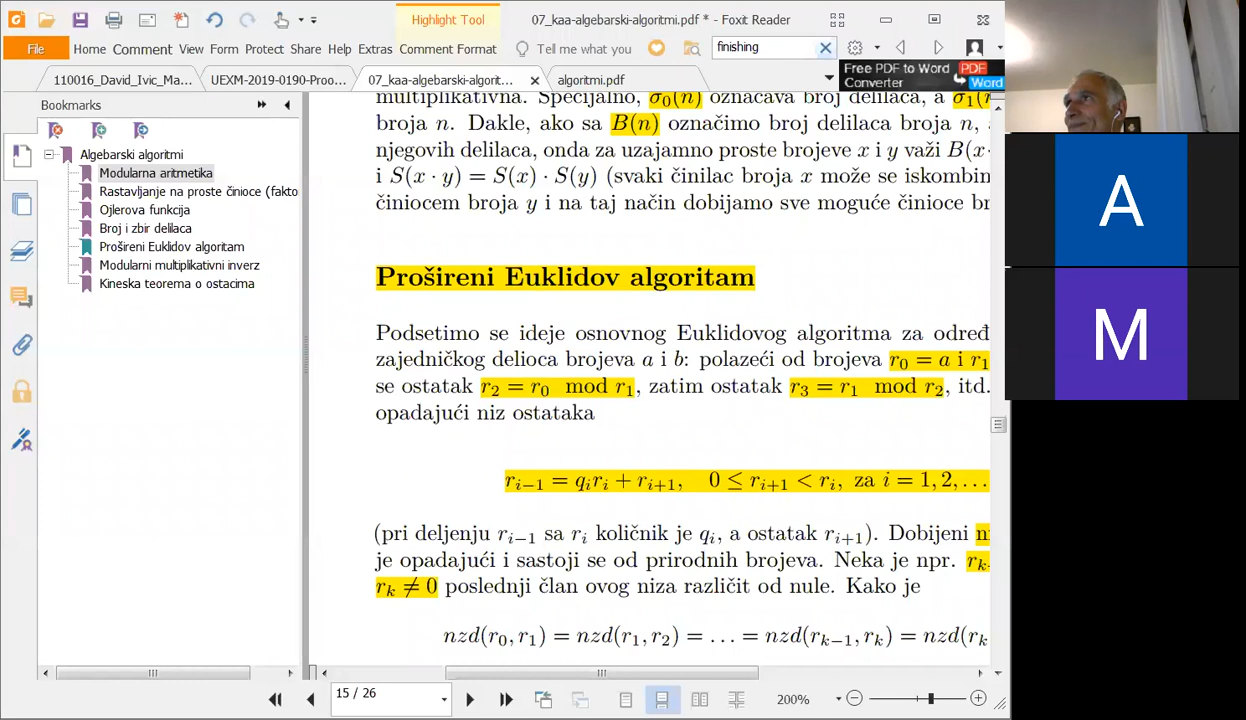 Highlight Tool
07_kaa-algebarski-algoritmi.pdf * - Foxit Reader
File Home Comment View Form Protect Share Help Extras Comment Format Tell me what you finishing
110016_David_Ivic_Ma... UEXM-2019-0190-Proo... 07_kaa-algebarski-algorit... algoritmi.pdf
Free PDF to Word Converter PDF Word
Bookmarks
Algebarski algoritmi
Modularna aritmetika
Rastavljanje na proste činioce (fakto
Ojlerova funkcija
Broj i zbir delilaca
Prošireni Euklidov algoritam
Modularni multiplikativni inverz
Kineska teorema o ostacima
multiplikativna. Specijalno, σ₀(n) označava broj delilaca, a σ₁(n
broja n. Dakle, ako sa B(n) označimo broj delilaca broja n,
njegovih delilaca, onda za uzajamno proste brojeve x i y važi B(x·
i S(x · y) = S(x) · S(y) (svaki činilac broja x može se iskombin
činiocem broja y i na taj način dobijamo sve moguće činioce br
Prošireni Euklidov algoritam
Podsetimo se ideje osnovnog Euklidovog algoritma za određ
zajedničkog delioca brojeva a i b: polazeći od brojeva r₀ = a i r₁
se ostatak r₂ = r₀ mod r₁, zatim ostatak r₃ = r₁ mod r₂, itd.
opadajući niz ostataka
rᵢ₋₁ = qᵢrᵢ + rᵢ₊₁, 0 ≤ rᵢ₊₁ < rᵢ, za i = 1, 2, ...
(pri deljenju rᵢ₋₁ sa rᵢ količnik je qᵢ, a ostatak rᵢ₊₁). Dobijeni n
je opadajući i sastoji se od prirodnih brojeva. Neka je npr. rₖ
rₖ ≠ 0 poslednji član ovog niza različit od nule. Kako je
nzd(r₀, r₁) = nzd(r₁, r₂) = ... = nzd(rₖ₋₁, rₖ) = nzd(rₖ
15 / 26
200%
A
M